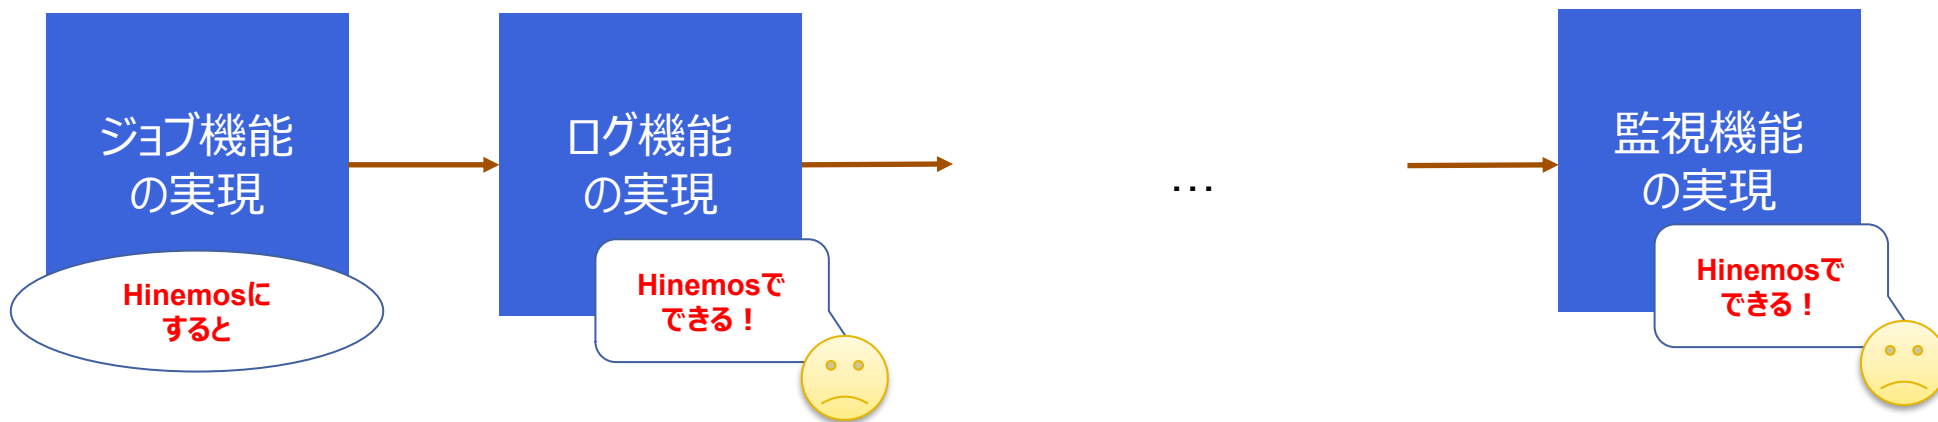 ジョブ機能
の実現
Hinemosに
すると
ログ機能
の実現
Hinemosで
できる！
...
監視機能
の実現
Hinemosで
できる！